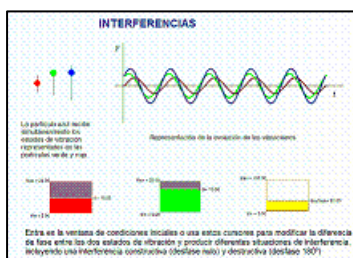 INTERFERENCIAS
Y
t
La partícula azul recibe
simultáneamente los
estados de vibración
representados en las
partículas verde y roja.
Representación de la evolución de las vibraciones
Entra en la ventana de condiciones iniciales o usa estos cursores para modificar la diferencia
de fase entre los dos estados de vibración y producir diferentes situaciones de interferencia,
incluyendo una interferencia constructiva (desfase nulo) y destructiva (desfase 180º)